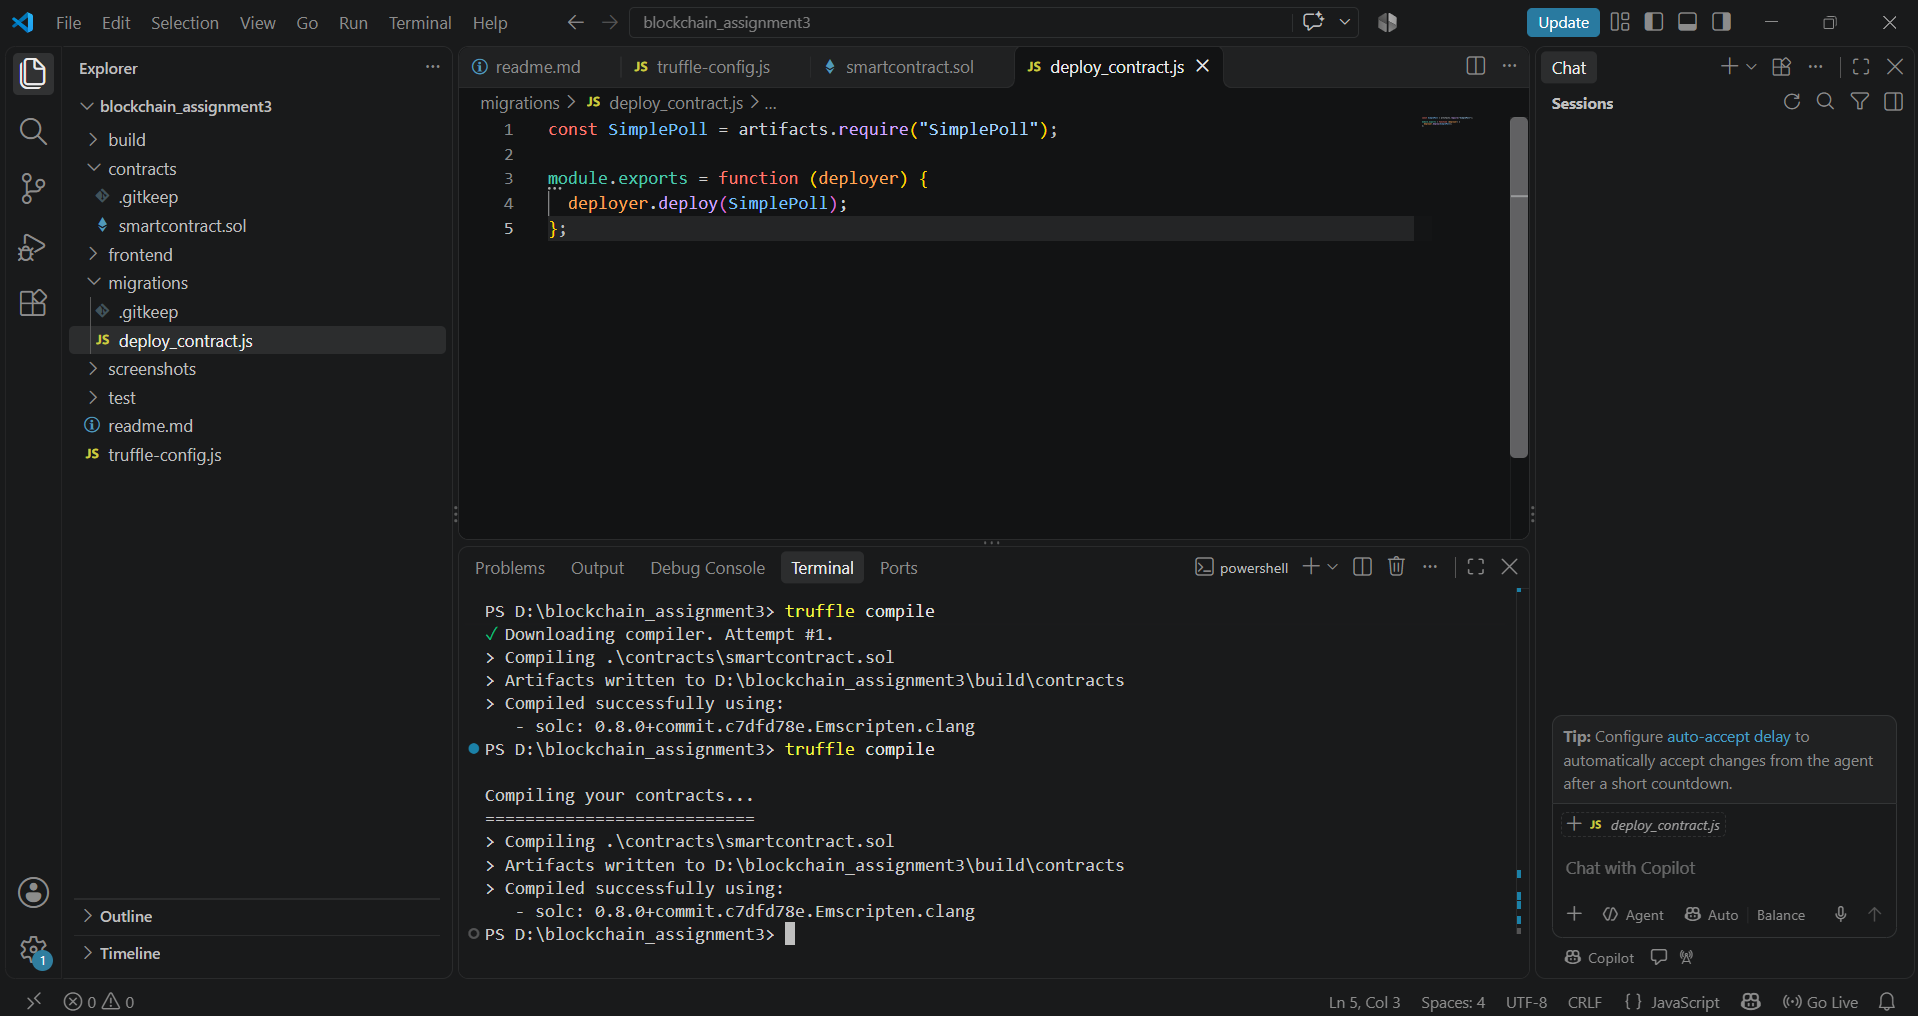 File Edit Selection View Go Run Terminal Help
blockchain_assignment3
Update
Explorer
blockchain_assignment3
build
contracts
.gitkeep
smartcontract.sol
frontend
migrations
.gitkeep
JS deploy_contract.js
screenshots
test
readme.md
JS truffle-config.js
Outline
Timeline
1
readme.md
JS truffle-config.js
smartcontract.sol
JS deploy_contract.js
migrations > JS deploy_contract.js > ...
1 const SimplePoll = artifacts.require("SimplePoll");
2
3 module.exports = function (deployer) {
4 deployer.deploy(SimplePoll);
5 };
Problems Output Debug Console Terminal Ports
powershell
PS D:\blockchain_assignment3> truffle compile
✓ Downloading compiler. Attempt #1.
> Compiling .\contracts\smartcontract.sol
> Artifacts written to D:\blockchain_assignment3\build\contracts
> Compiled successfully using:
- solc: 0.8.0+commit.c7dfd78e.Emscripten.clang
PS D:\blockchain_assignment3> truffle compile
Compiling your contracts...
===========================
> Compiling .\contracts\smartcontract.sol
> Artifacts written to D:\blockchain_assignment3\build\contracts
> Compiled successfully using:
- solc: 0.8.0+commit.c7dfd78e.Emscripten.clang
PS D:\blockchain_assignment3>
Chat
Sessions
Tip: Configure auto-accept delay to
automatically accept changes from the agent
after a short countdown.
JS deploy_contract.js
Chat with Copilot
Agent Auto Balance
Copilot
0 0
Ln 5, Col 3 Spaces: 4 UTF-8 CRLF { } JavaScript Go Live